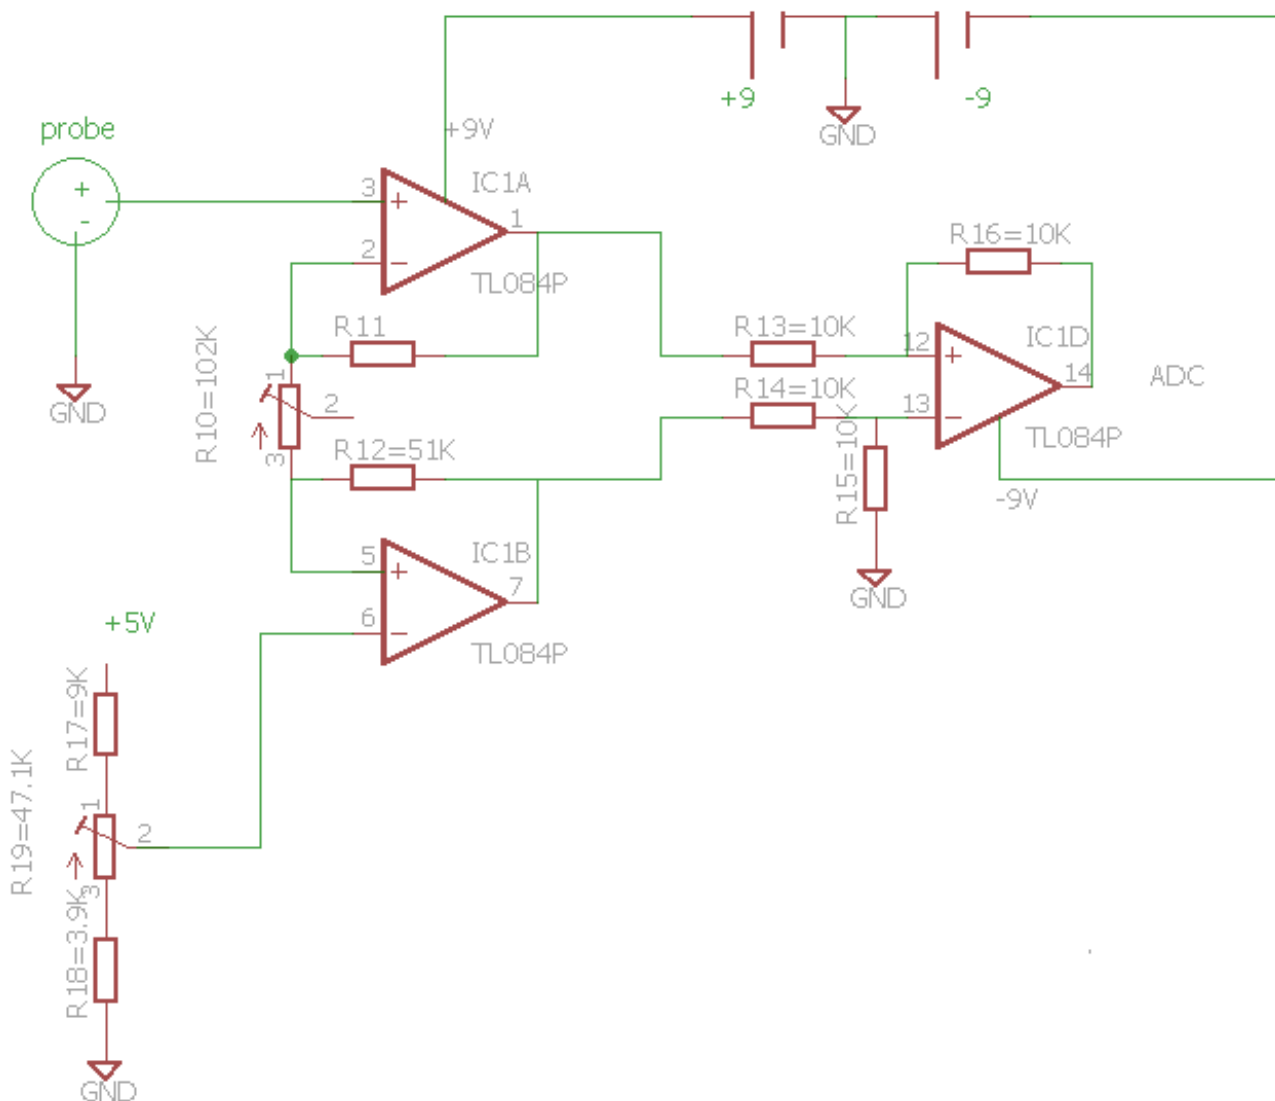 +9
-9
GND
probe
+9V
3
+
IC1A
1
2
-
TL084P
+
-
GND
R16=10K
R11
R13=10K
12
+
IC1D
14
ADC
R10=102K
1
2
3
R14=10K
13
-
TL084P
R12=51K
R15=10K
-9V
GND
5
+
IC1B
7
6
-
TL084P
+5V
R17=9K
R19=47.1K
1
2
3
R18=3.9K
GND